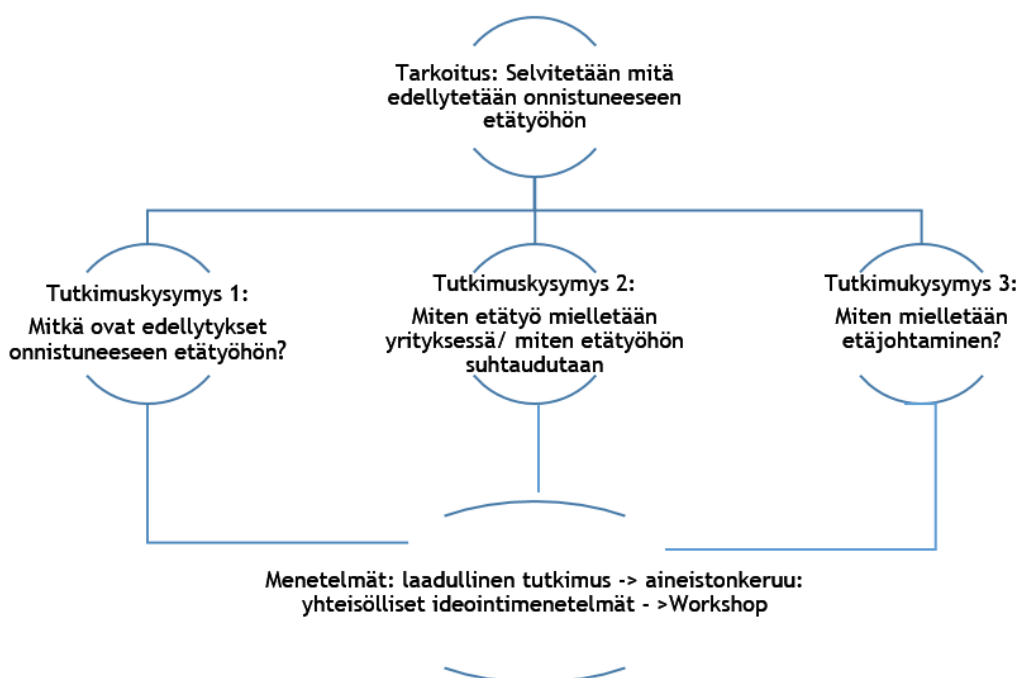 Tarkoitus: Selvitetään mitä
edellytetään onnistuneeseen
etätyöhön
Tutkimuskysymys 1:
Mitkä ovat edellytykset
onnistuneeseen etätyöhön?
Tutkimuskysymys 2:
Miten etätyö mielletään
yrityksessä/ miten etätyöhön
suhtaudutaan
Tutkimukysymys 3:
Miten mielletään
etäjohtaminen?
Menetelmät: laadullinen tutkimus -> aineistonkeruu:
yhteisölliset ideointimenetelmät - >Workshop